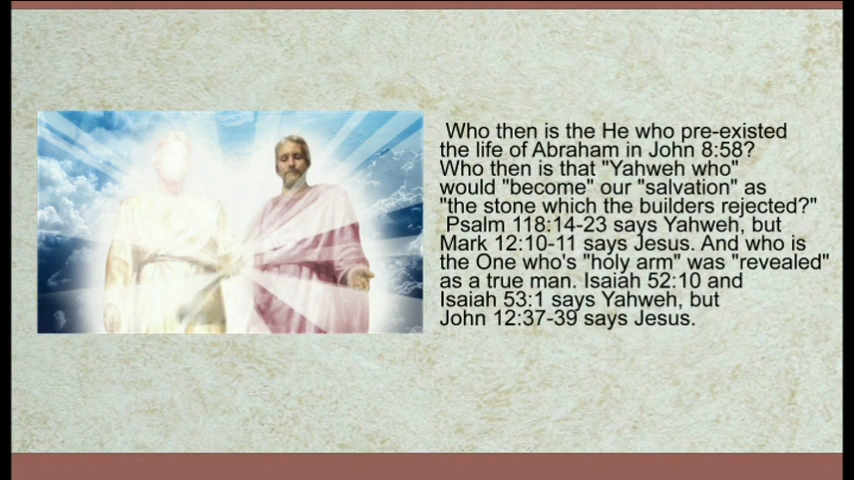 Who then is the He who pre-existed
the life of Abraham in John 8:58?
Who then is that "Yahweh who"
would "become" our "salvation" as
"the stone which the builders rejected?"
Psalm 118:14-23 says Yahweh, but
Mark 12:10-11 says Jesus. And who is
the One who's "holy arm" was "revealed"
as a true man. Isaiah 52:10 and
Isaiah 53:1 says Yahweh, but
John 12:37-39 says Jesus.